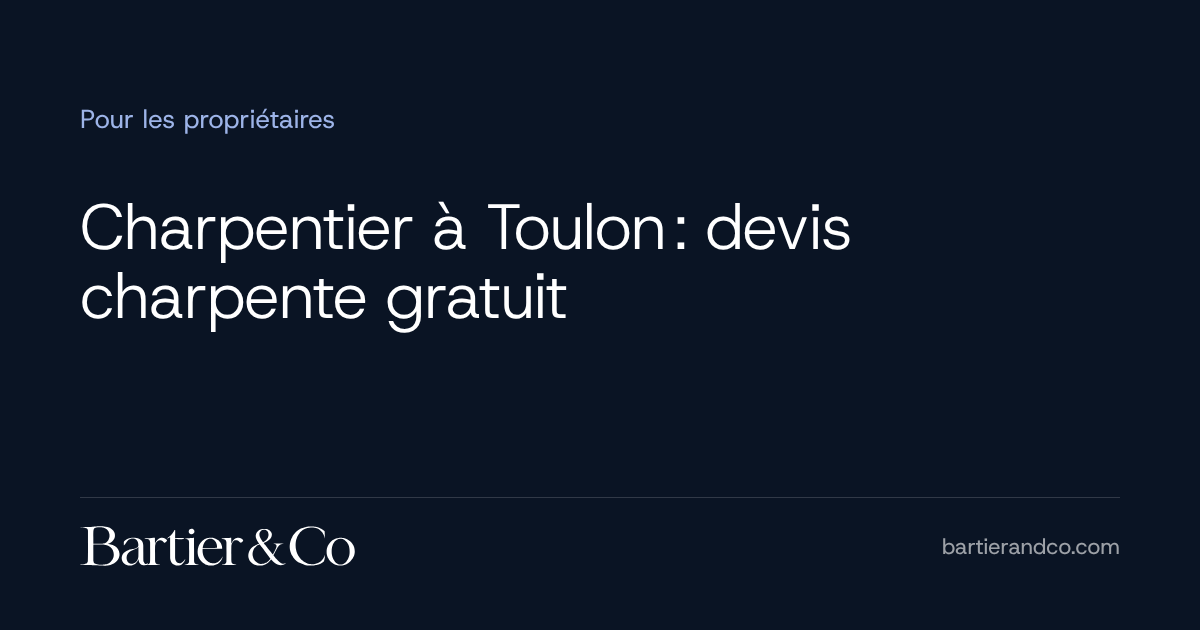 Pour les propriétaires
Charpentier à Toulon : devis
charpente gratuit
Bartier & Co
bartierandco.com